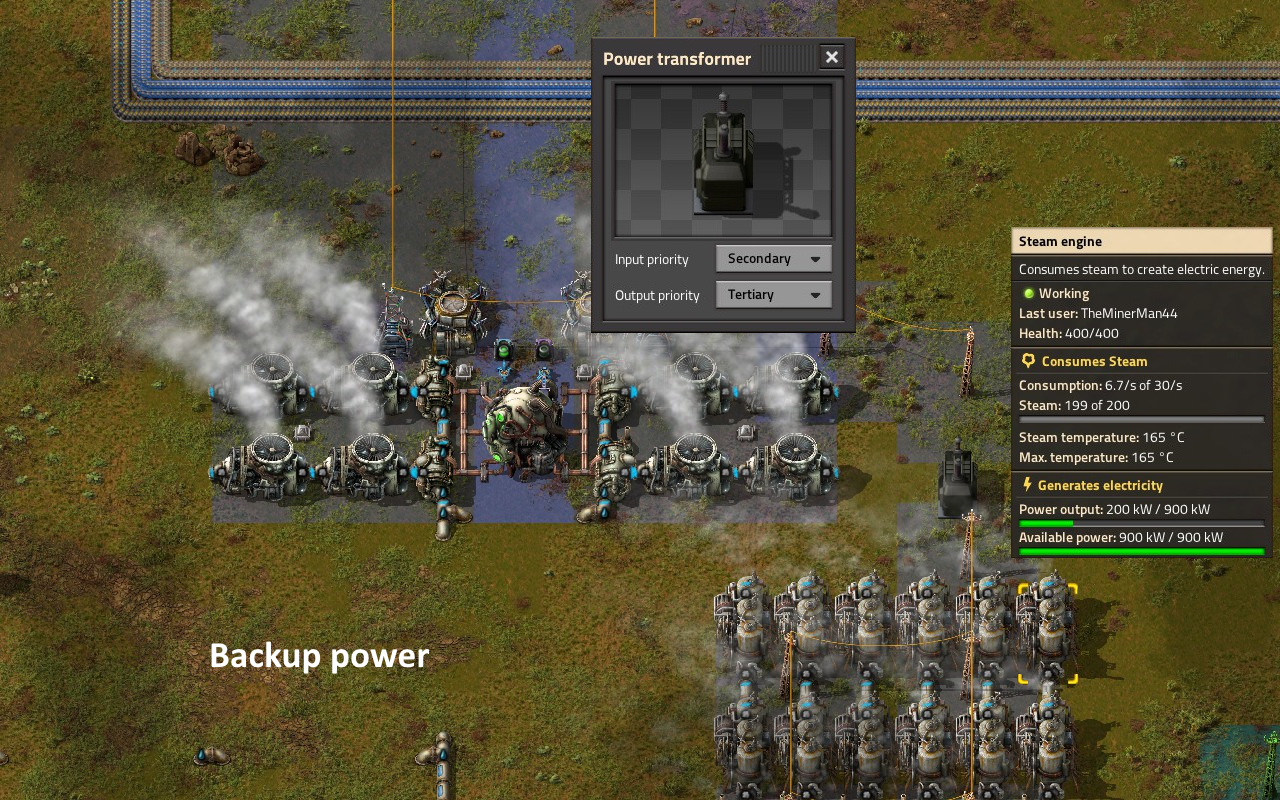 Power transformer
Input priority
Secondary
Output priority
Tertiary
Steam engine
Consumes steam to create electric energy.
Working
Last user: TheMinerMan44
Health: 400/400
Consumes Steam
Consumption: 6.7/s of 30/s
Steam: 199 of 200
Steam temperature: 165 °C
Max. temperature: 165 °C
Generates electricity
Power output: 200 kW / 900 kW
Available power: 900 kW / 900 kW
Backup power